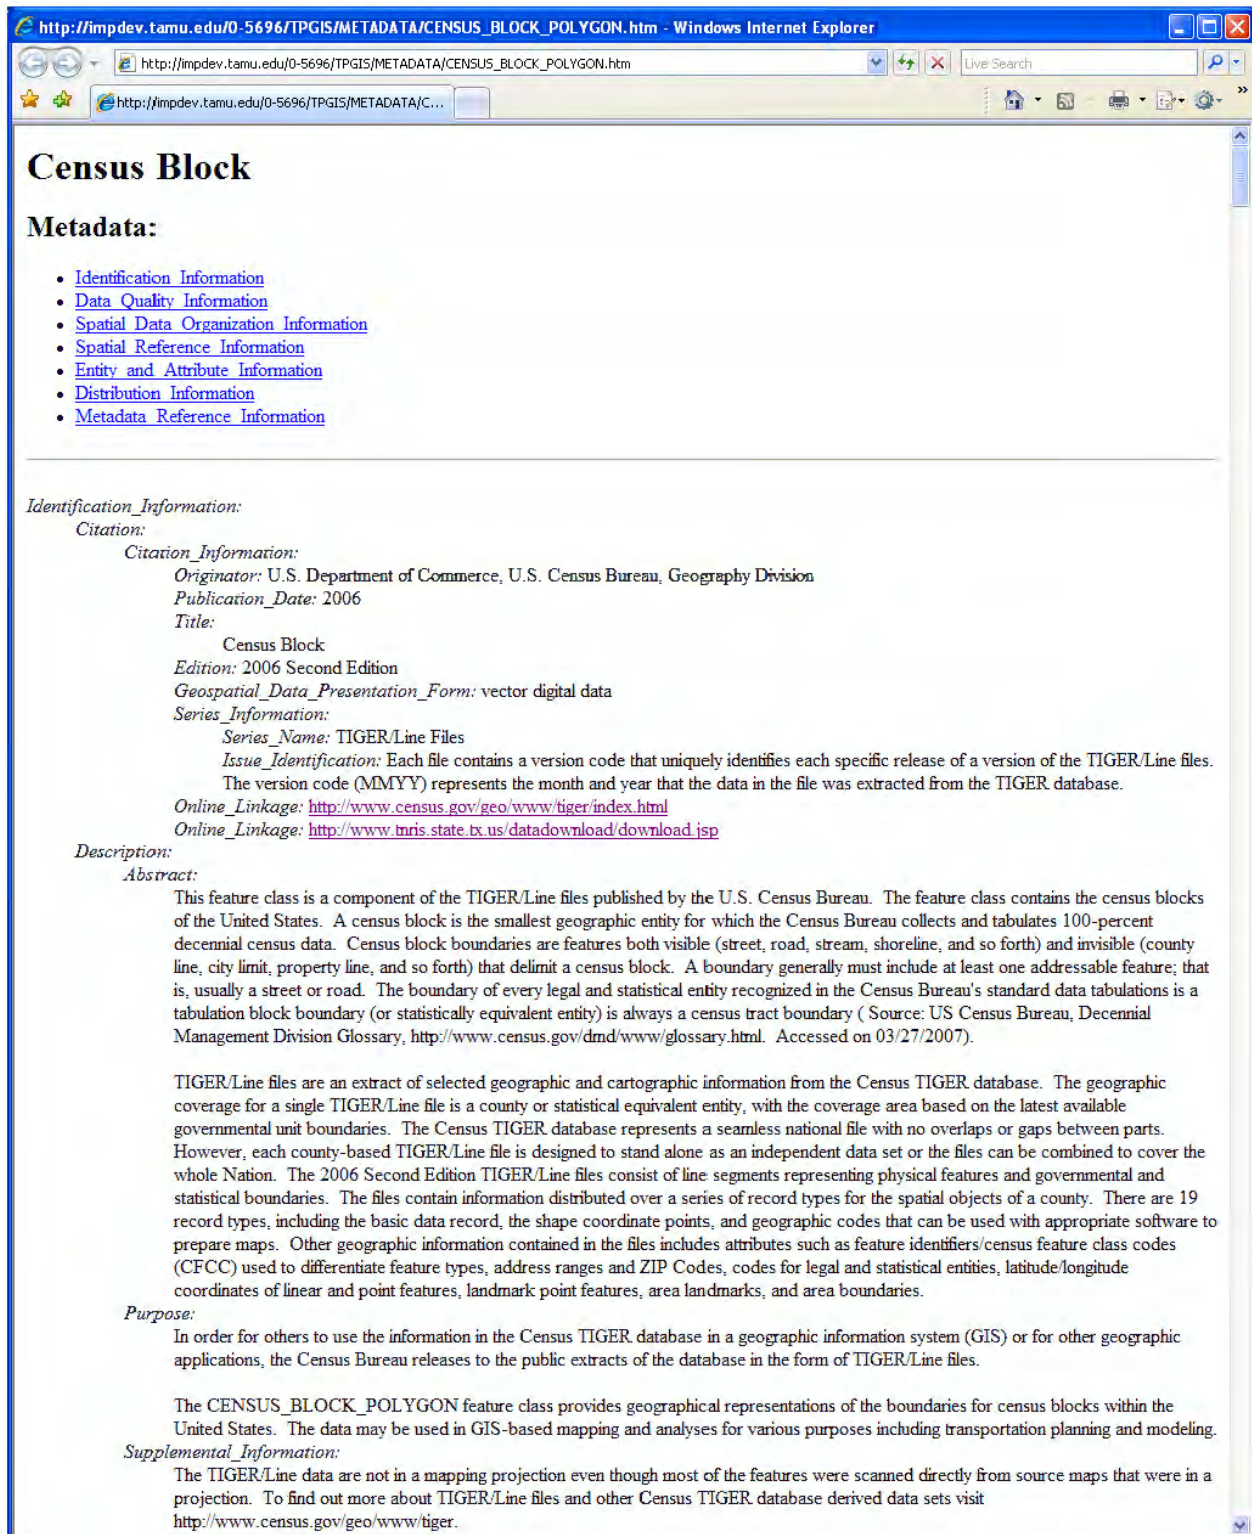 http://impdev.tamu.edu/0-5696/TPGIS/METADATA/CENSUS_BLOCK_POLYGON.htm - Windows Internet Explorer
http://impdev.tamu.edu/0-5696/TPGIS/METADATA/CENSUS_BLOCK_POLYGON.htm
Live Search
http://impdev.tamu.edu/0-5696/TPGIS/METADATA/C...
Census Block
Metadata:
• Identification_Information
• Data_Quality_Information
• Spatial_Data_Organization_Information
• Spatial_Reference_Information
• Entity_and_Attribute_Information
• Distribution_Information
• Metadata_Reference_Information
Identification_Information:
Citation:
Citation_Information:
Originator: U.S. Department of Commerce, U.S. Census Bureau, Geography Division
Publication_Date: 2006
Title:
Census Block
Edition: 2006 Second Edition
Geospatial_Data_Presentation_Form: vector digital data
Series_Information:
Series_Name: TIGER/Line Files
Issue_Identification: Each file contains a version code that uniquely identifies each specific release of a version of the TIGER/Line files.
The version code (MMYY) represents the month and year that the data in the file was extracted from the TIGER database.
Online_Linkage: http://www.census.gov/geo/www/tiger/index.html
Online_Linkage: http://www.tnris.state.tx.us/datadownload/download.jsp
Description:
Abstract:
This feature class is a component of the TIGER/Line files published by the U.S. Census Bureau. The feature class contains the census blocks
of the United States. A census block is the smallest geographic entity for which the Census Bureau collects and tabulates 100-percent
decennial census data. Census block boundaries are features both visible (street, road, stream, shoreline, and so forth) and invisible (county
line, city limit, property line, and so forth) that delimit a census block. A boundary generally must include at least one addressable feature; that
is, usually a street or road. The boundary of every legal and statistical entity recognized in the Census Bureau's standard data tabulations is a
tabulation block boundary (or statistically equivalent entity) is always a census tract boundary ( Source: US Census Bureau, Decennial
Management Division Glossary, http://www.census.gov/dmd/www/glossary.html. Accessed on 03/27/2007).
TIGER/Line files are an extract of selected geographic and cartographic information from the Census TIGER database. The geographic
coverage for a single TIGER/Line file is a county or statistical equivalent entity, with the coverage area based on the latest available
governmental unit boundaries. The Census TIGER database represents a seamless national file with no overlaps or gaps between parts.
However, each county-based TIGER/Line file is designed to stand alone as an independent data set or the files can be combined to cover the
whole Nation. The 2006 Second Edition TIGER/Line files consist of line segments representing physical features and governmental and
statistical boundaries. The files contain information distributed over a series of record types for the spatial objects of a county. There are 19
record types, including the basic data record, the shape coordinate points, and geographic codes that can be used with appropriate software to
prepare maps. Other geographic information contained in the files includes attributes such as feature identifiers/census feature class codes
(CFCC) used to differentiate feature types, address ranges and ZIP Codes, codes for legal and statistical entities, latitude/longitude
coordinates of linear and point features, landmark point features, area landmarks, and area boundaries.
Purpose:
In order for others to use the information in the Census TIGER database in a geographic information system (GIS) or for other geographic
applications, the Census Bureau releases to the public extracts of the database in the form of TIGER/Line files.
The CENSUS_BLOCK_POLYGON feature class provides geographical representations of the boundaries for census blocks within the
United States. The data may be used in GIS-based mapping and analyses for various purposes including transportation planning and modeling.
Supplemental_Information:
The TIGER/Line data are not in a mapping projection even though most of the features were scanned directly from source maps that were in a
projection. To find out more about TIGER/Line files and other Census TIGER database derived data sets visit
http://www.census.gov/geo/www/tiger.